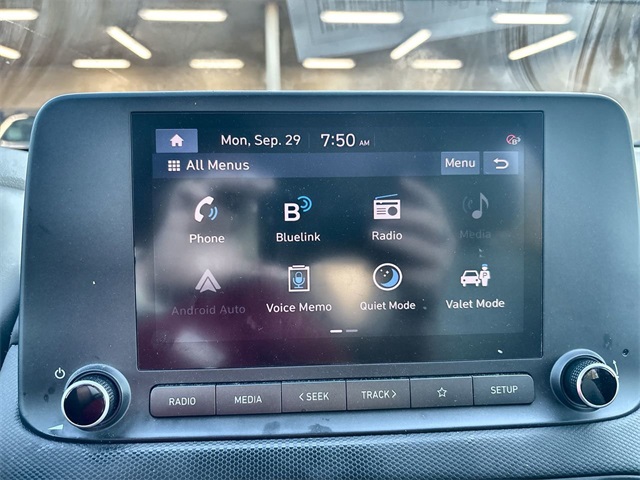 Mon, Sep. 29 7:50 AM
All Menus Menu
Phone Bluelink Radio Media
Android Auto Voice Memo Quiet Mode Valet Mode
RADIO MEDIA < SEEK TRACK > SETUP